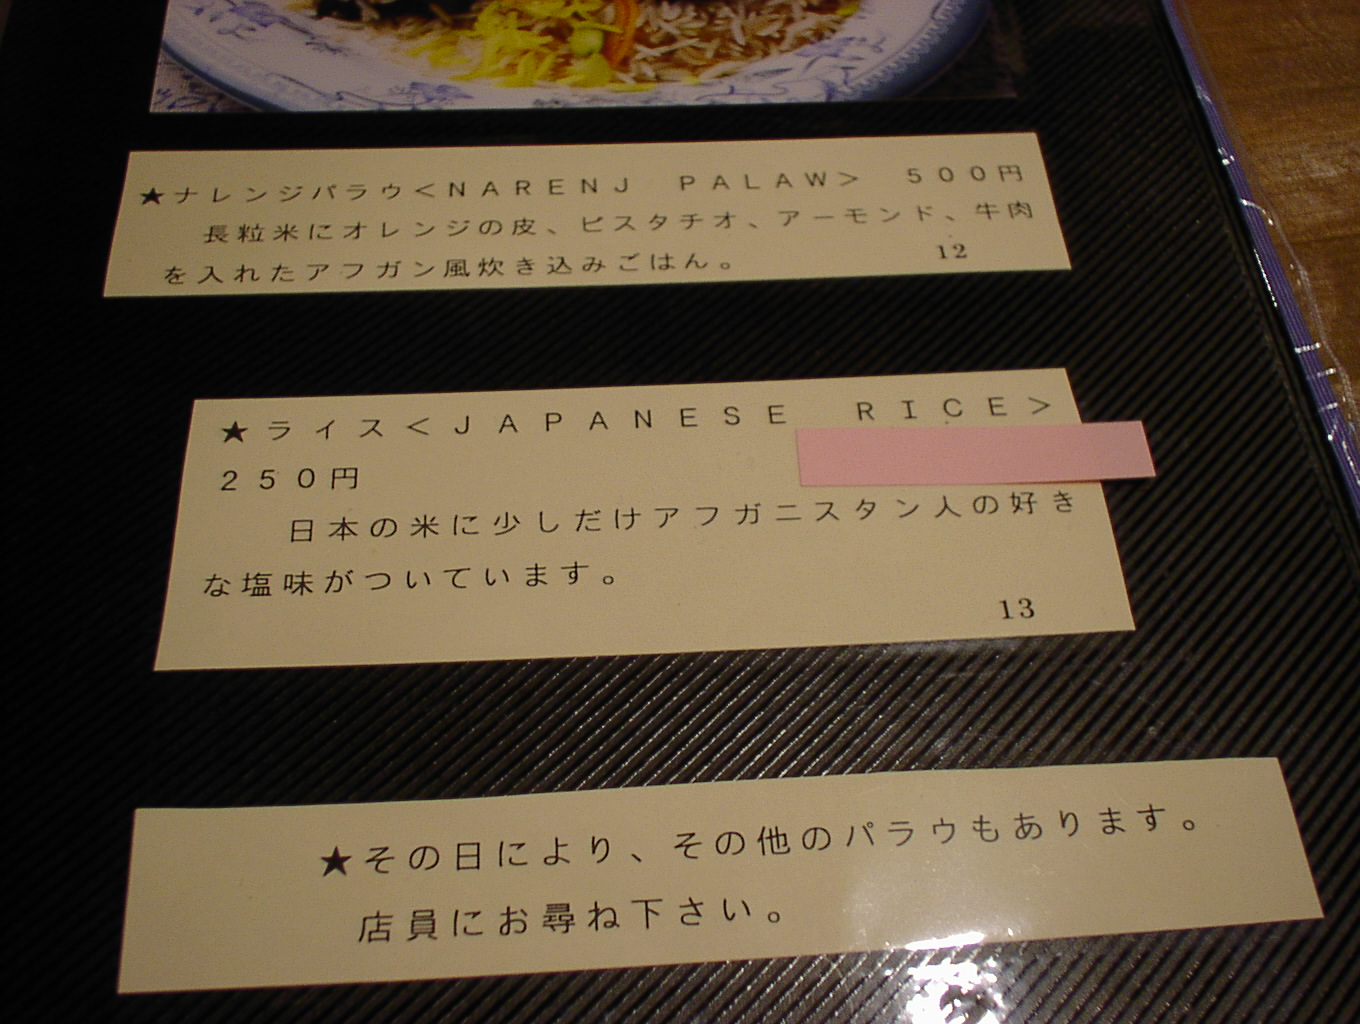 ★ナレンジパラウ＜ＮＡＲＥＮＪ　ＰＡＬＡＷ＞　５００円
長粒米にオレンジの皮、ピスタチオ、アーモンド、牛肉
を入れたアフガン風炊き込みごはん。
12
★ライス＜ＪＡＰＡＮＥＳＥ　ＲＩＣＥ＞
２５０円
日本の米に少しだけアフガニスタン人の好き
な塩味がついています。
13
★その日により、その他のパラウもあります。
店員にお尋ね下さい。